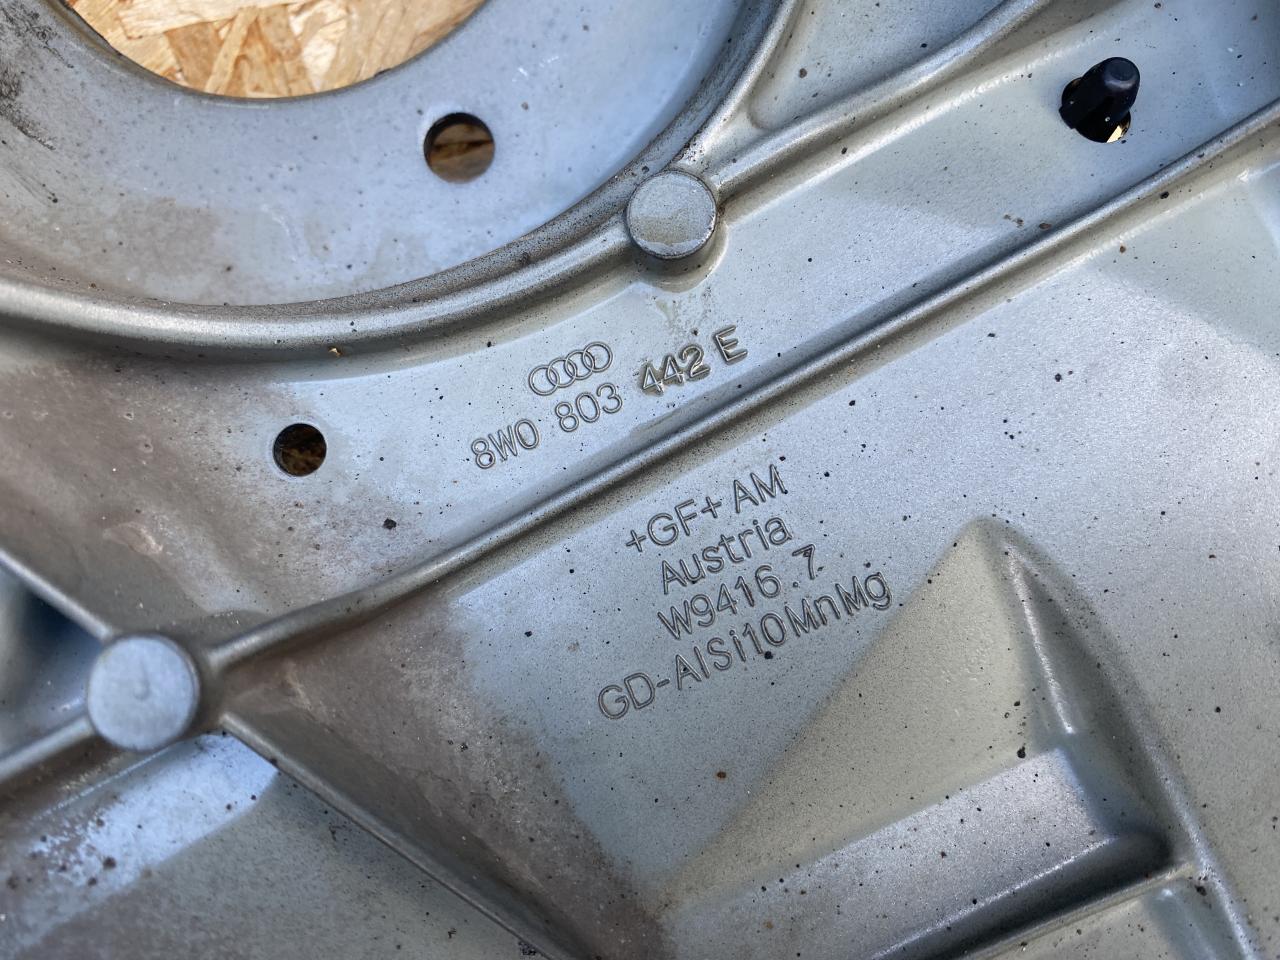 8W0 803 442 E
+GF+ AM
Austria
W9416.7
GD-AlSi10MnMg